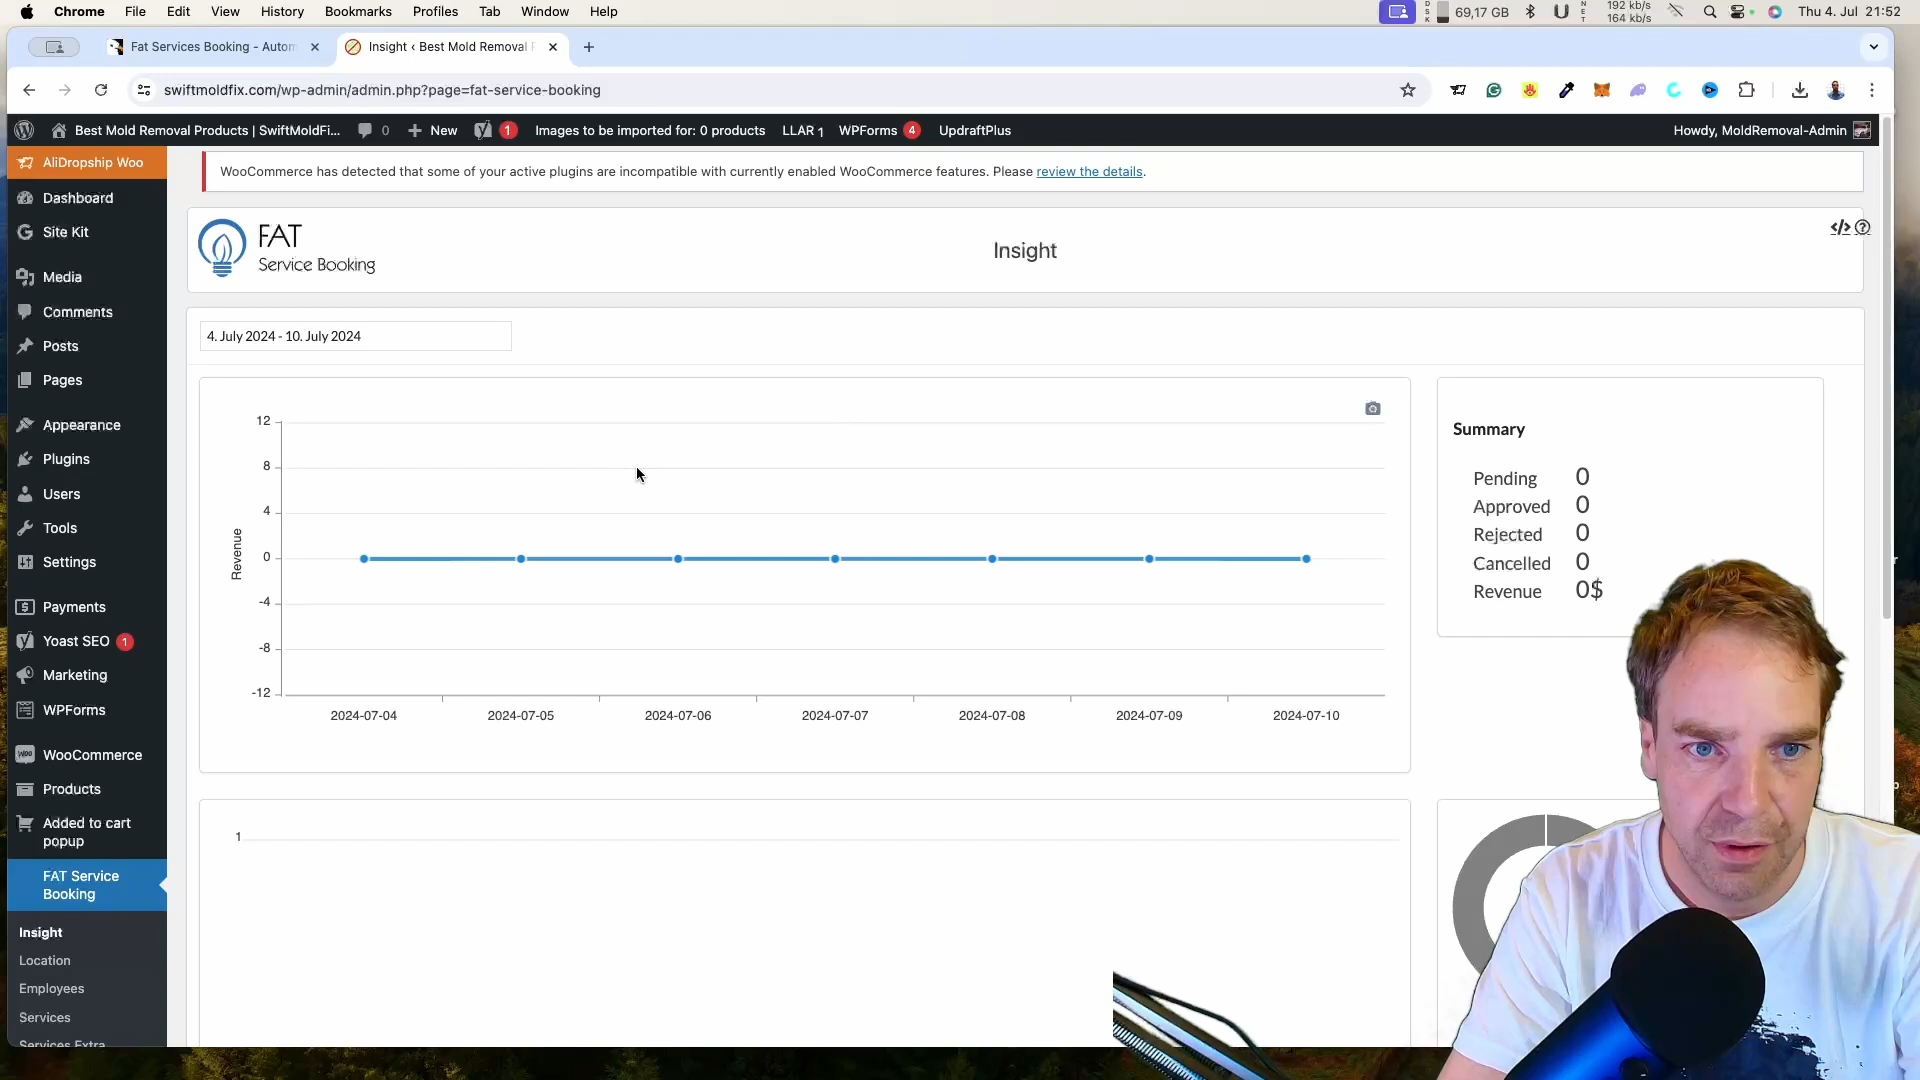 Chrome File Edit View History Bookmarks Profiles Tab Window Help
69,17 GB
192 kb/s
164 kb/s
Thu 4. Jul 21:52
Fat Services Booking - Autom
Insight ‹ Best Mold Removal P
swiftmoldfix.com/wp-admin/admin.php?page=fat-service-booking
Best Mold Removal Products | SwiftMoldFi... 0 New 1 Images to be imported for: 0 products LLAR 1 WPForms 4 UpdraftPlus
Howdy, MoldRemoval-Admin
AliDropship Woo
Dashboard
Site Kit
Media
Comments
Posts
Pages
Appearance
Plugins
Users
Tools
Settings
Payments
Yoast SEO 1
Marketing
WPForms
WooCommerce
Products
Added to cart
popup
FAT Service
Booking
Insight
Location
Employees
Services
Services Extra
WooCommerce has detected that some of your active plugins are incompatible with currently enabled WooCommerce features. Please review the details.
FAT
Service Booking
Insight
</> ?
4. July 2024 - 10. July 2024
12
8
4
0
-4
-8
-12
Revenue
2024-07-04 2024-07-05 2024-07-06 2024-07-07 2024-07-08 2024-07-09 2024-07-10
Summary
Pending 0
Approved 0
Rejected 0
Cancelled 0
Revenue 0$
1